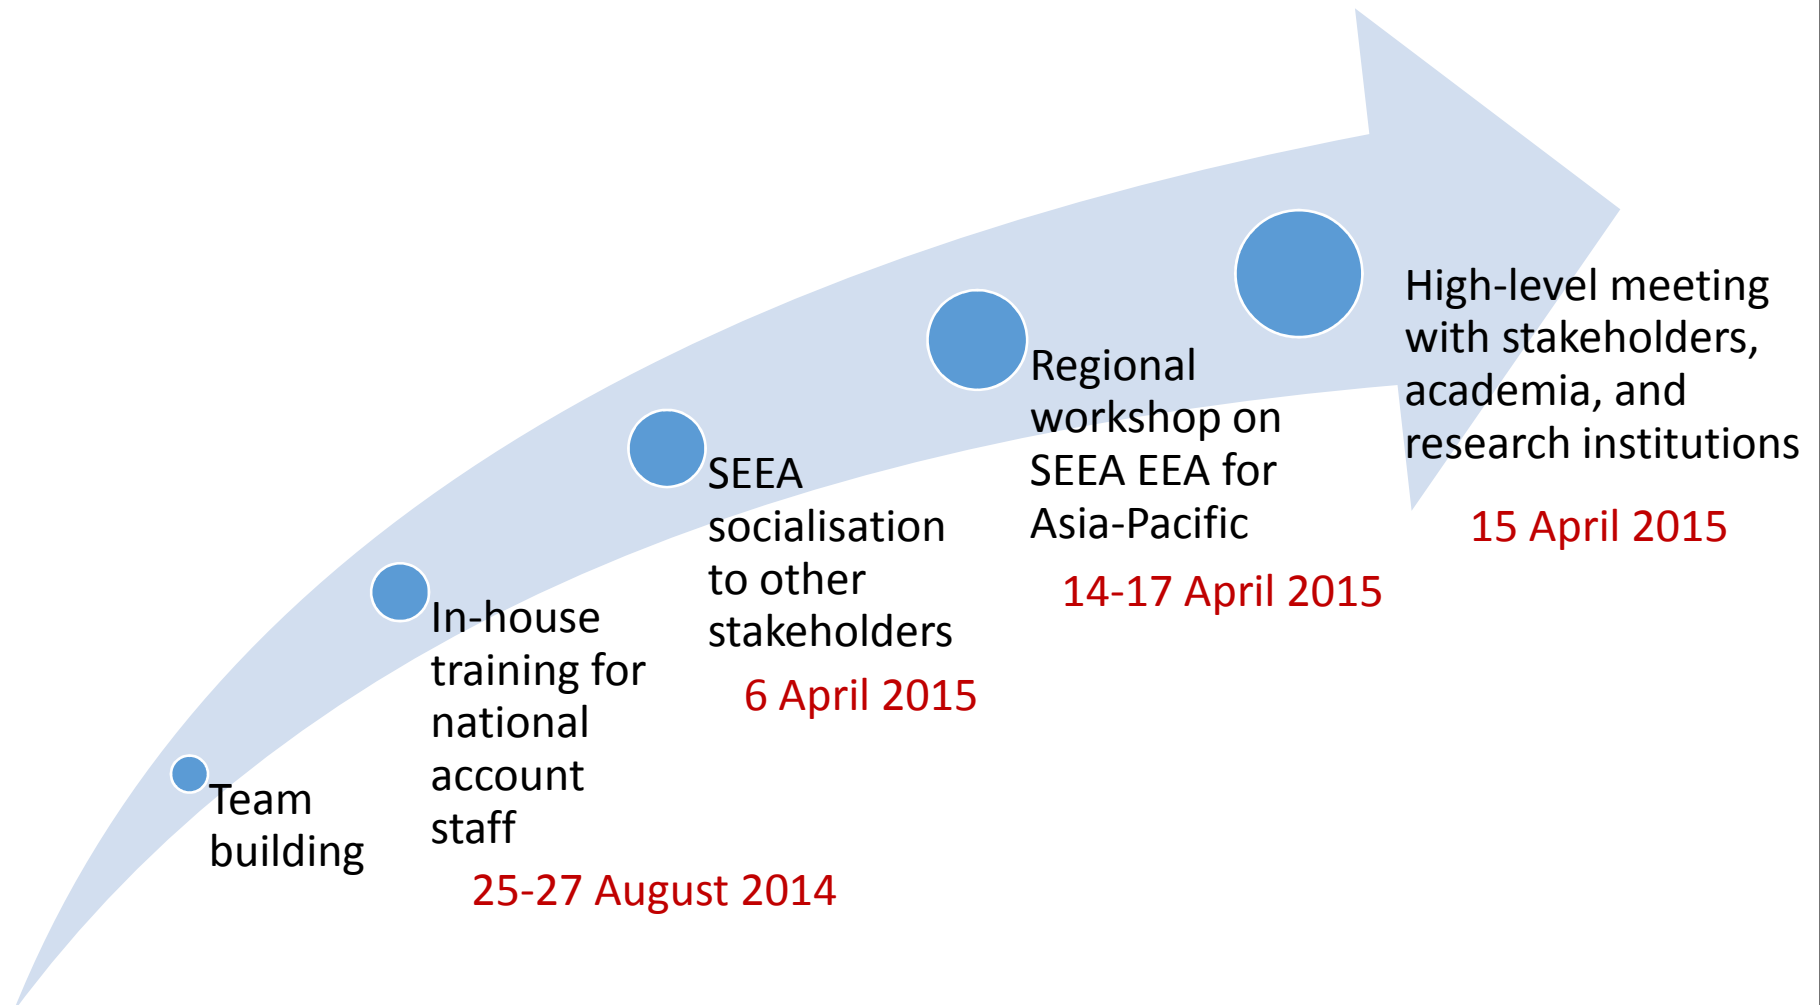 Team
building
In-house
training for
national
account
staff
25-27 August 2014
SEEA
socialisation
to other
stakeholders
6 April 2015
Regional
workshop on
SEEA EEA for
Asia-Pacific
14-17 April 2015
High-level meeting
with stakeholders,
academia, and
research institutions
15 April 2015